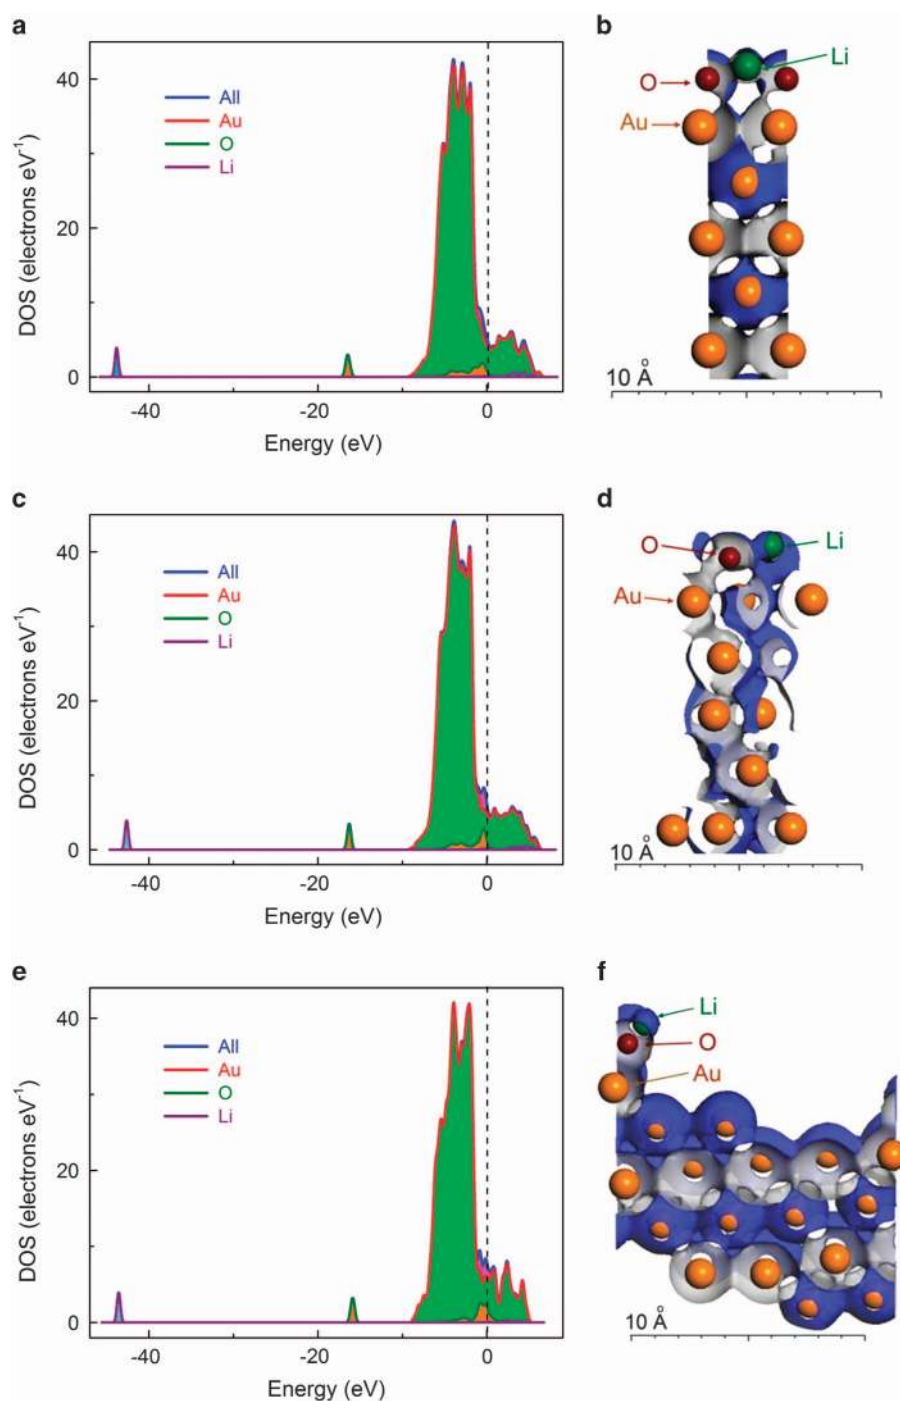 a
DOS (electrons eV⁻¹)
40
20
0
All
Au
O
Li
-40
-20
0
Energy (eV)
b
O
Li
Au
10 Å
c
DOS (electrons eV⁻¹)
40
20
0
All
Au
O
Li
-40
-20
0
Energy (eV)
d
O
Li
Au
10 Å
e
DOS (electrons eV⁻¹)
40
20
0
All
Au
O
Li
-40
-20
0
Energy (eV)
f
Li
O
Au
10 Å